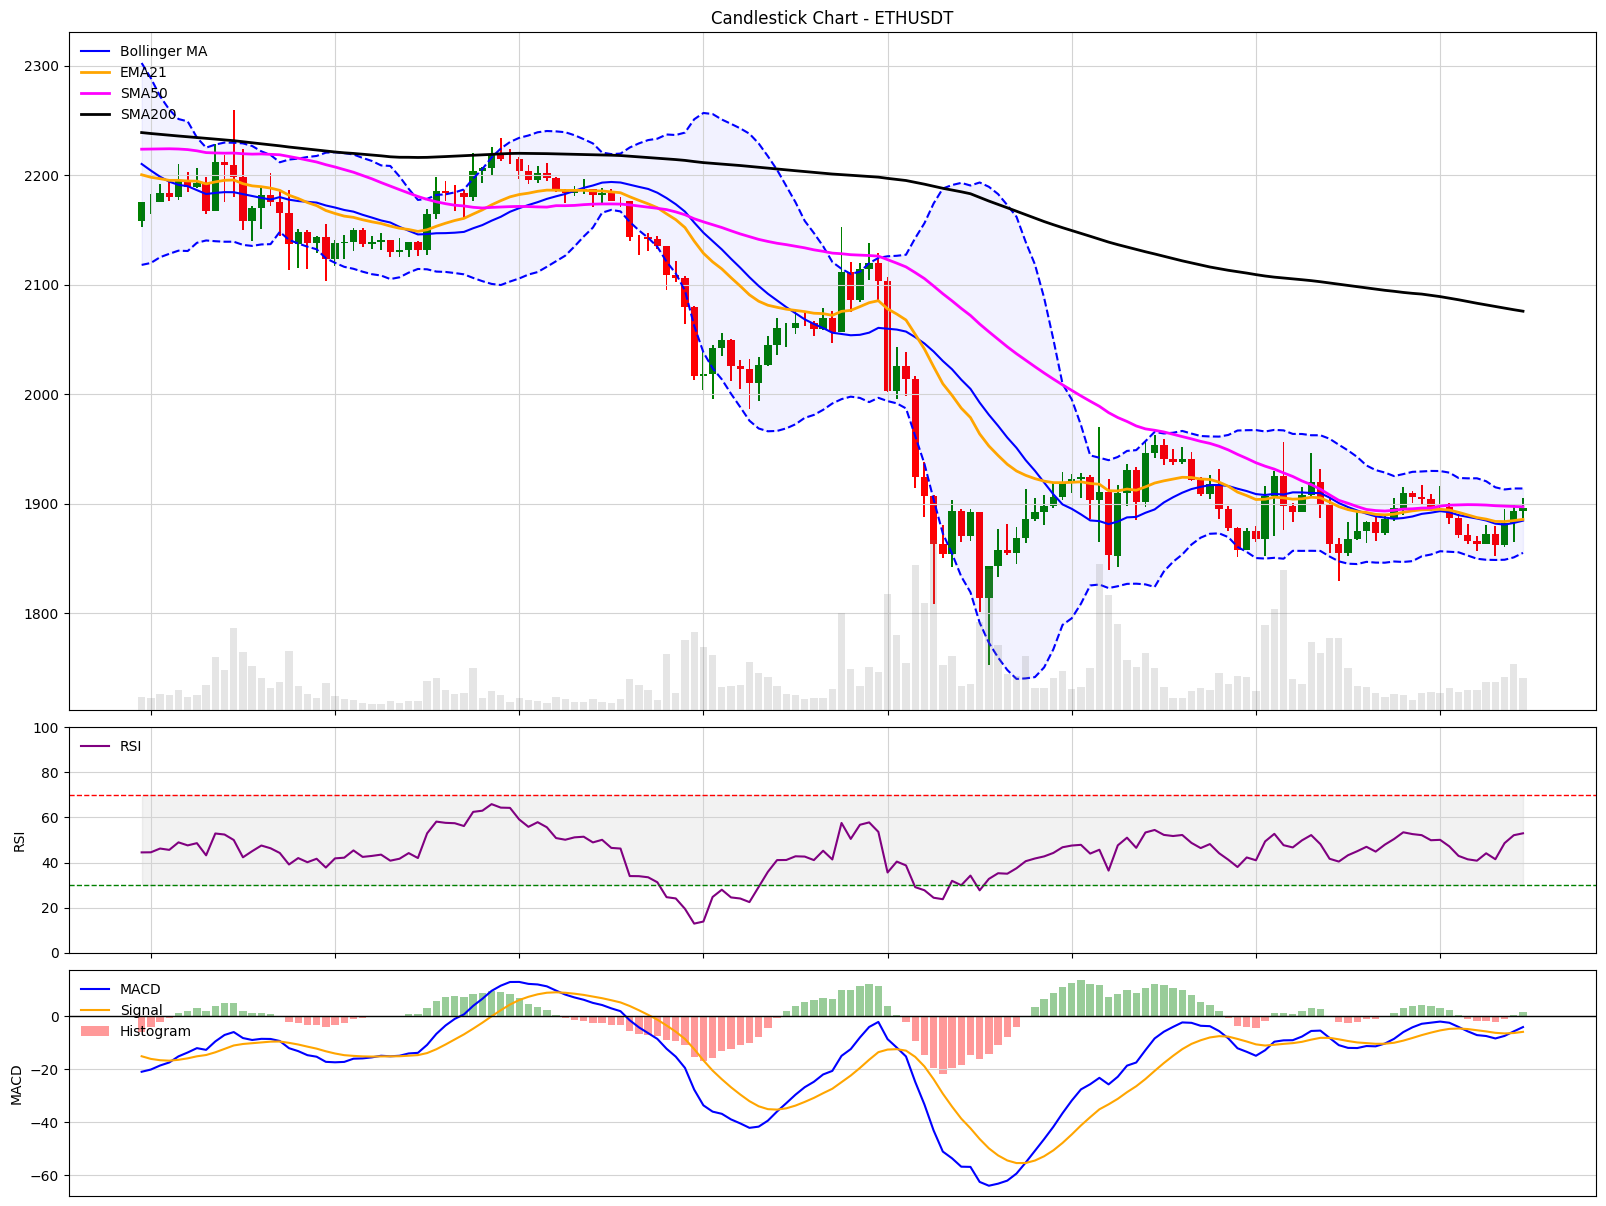 Candlestick Chart - ETHUSDT
Bollinger MA
EMA21
SMA50
SMA200
2300
2200
2100
2000
1900
1800
RSI
100
80
60
40
20
0
RSI
MACD
Signal
Histogram
0
−20
−40
−60
MACD